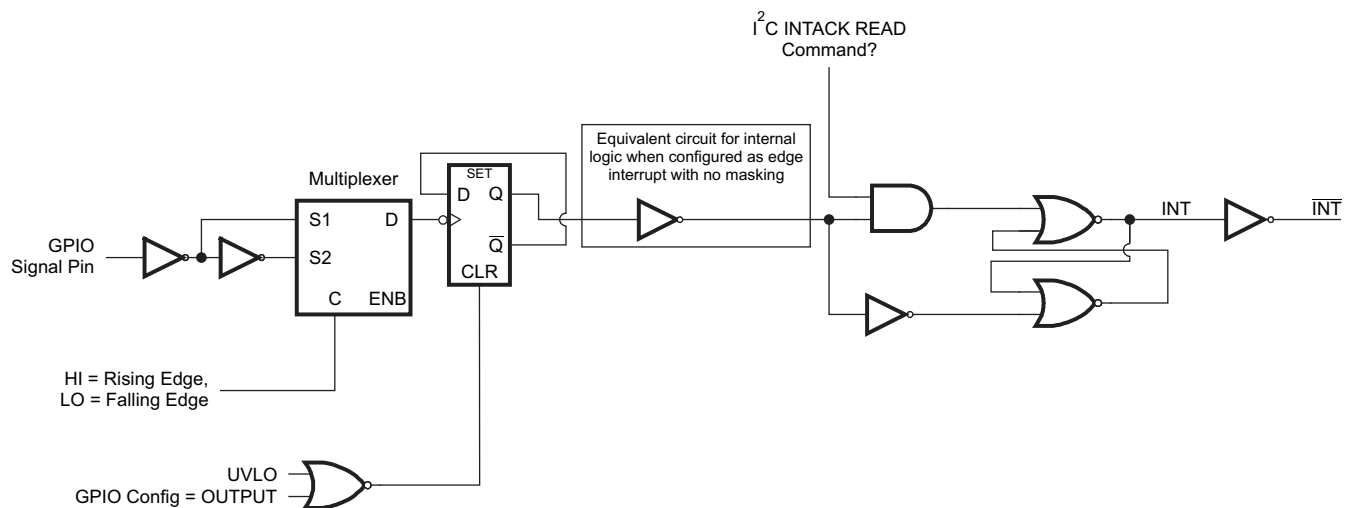 I²C INTACK READ
Command?
Equivalent circuit for internal
logic when configured as edge
interrupt with no masking
Multiplexer
SET
D Q
Q̅
CLR
S1 D
S2
C ENB
GPIO
Signal Pin
INT
I̅N̅T̅
HI = Rising Edge,
LO = Falling Edge
UVLO
GPIO Config = OUTPUT